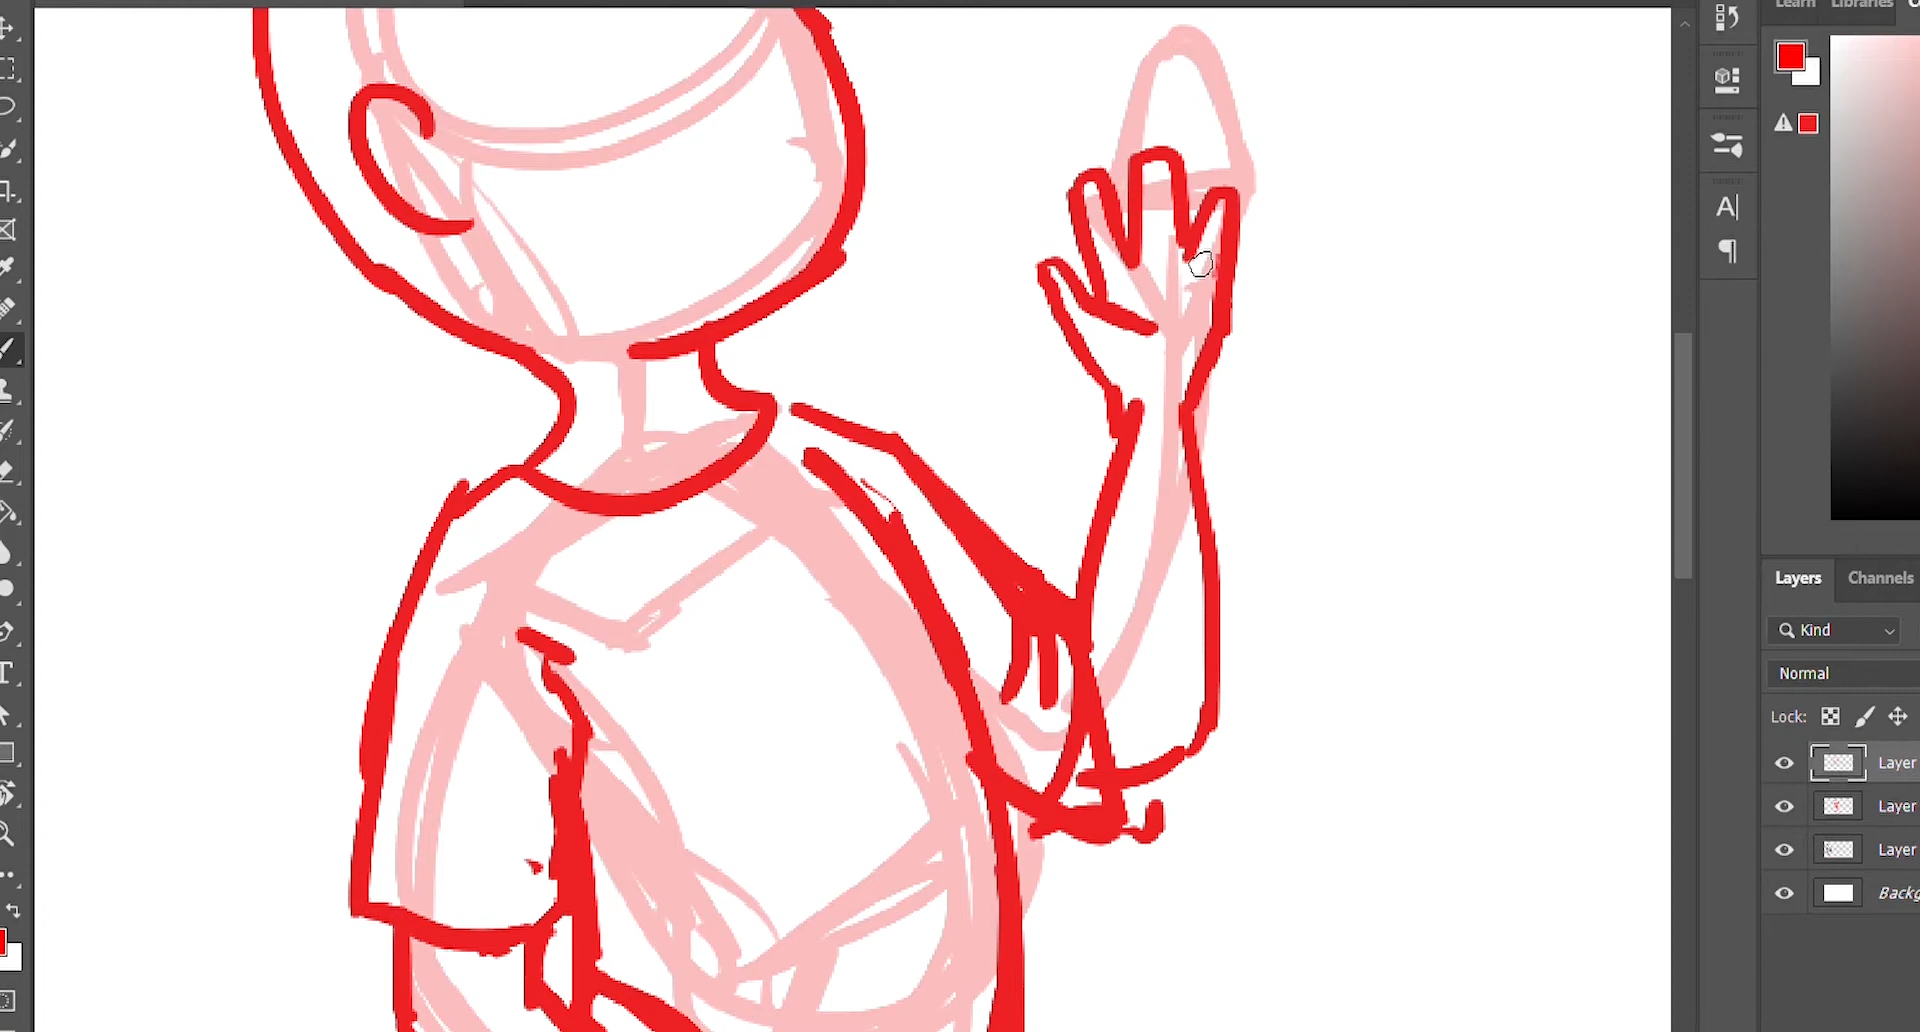 Learn Libraries
A|
¶
Layers Channels
Kind
Normal
Lock:
Layer
Layer
Layer
Backg
T